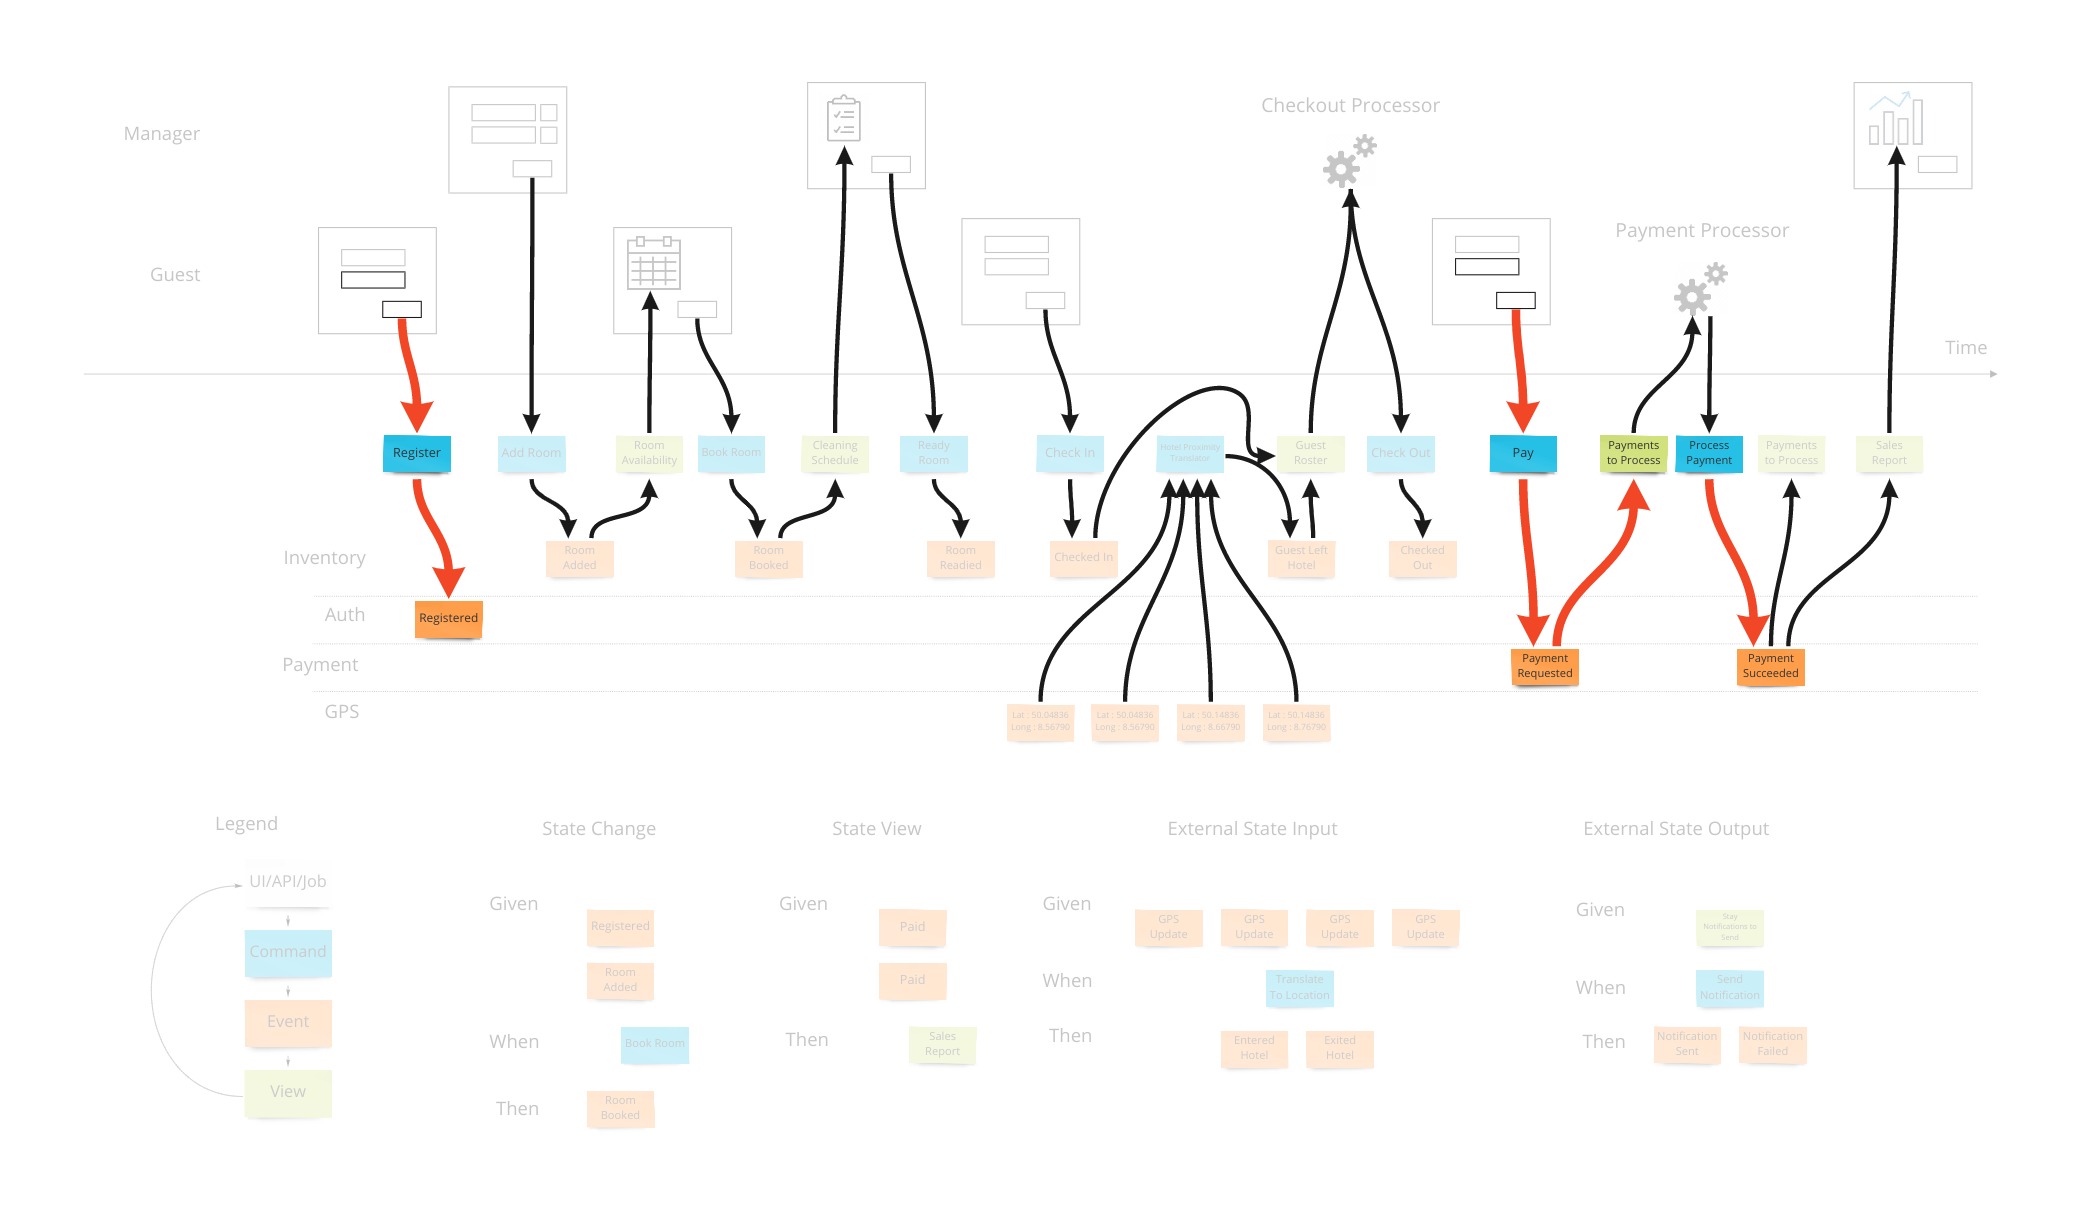 Checkout Processor
Manager
Payment Processor
Guest
Time
Register
Add Room
Room
Availability
Book Room
Cleaning
Schedule
Ready
Room
Check In
Hotel Proximity
Translator
Guest
Roster
Check Out
Pay
Payments
to Process
Process
Payment
Payments
to Process
Sales
Report
Inventory
Room
Added
Room
Booked
Room
Readied
Checked In
Guest Left
Hotel
Checked
Out
Auth
Registered
Payment
Payment
Requested
Payment
Succeeded
GPS
Lat : 50.04836
Long : 8.56790
Lat : 50.04836
Long : 8.56790
Lat : 50.14836
Long : 8.66790
Lat : 50.14836
Long : 8.76790
Legend
UI/API/Job
Command
Event
View
State Change
Given
Registered
Room
Added
When
Book Room
Then
Room
Booked
State View
Given
Paid
Paid
Then
Sales
Report
External State Input
Given
GPS
Update
GPS
Update
GPS
Update
GPS
Update
When
Translate
To Location
Then
Entered
Hotel
Exited
Hotel
External State Output
Given
Stay
Notifications to
Send
When
Send
Notification
Then
Notification
Sent
Notification
Failed